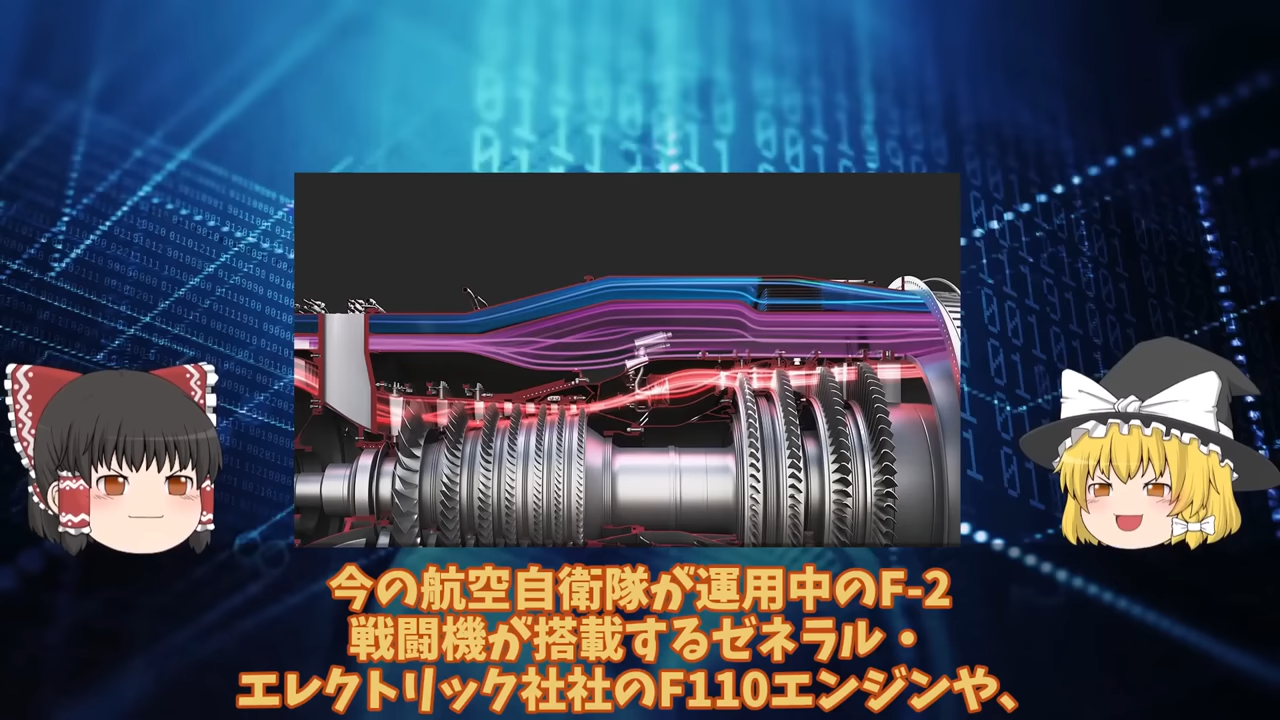 今の航空自衛隊が運用中のF-2
戦闘機が搭載するゼネラル・
エレクトリック社社のF110エンジンや、